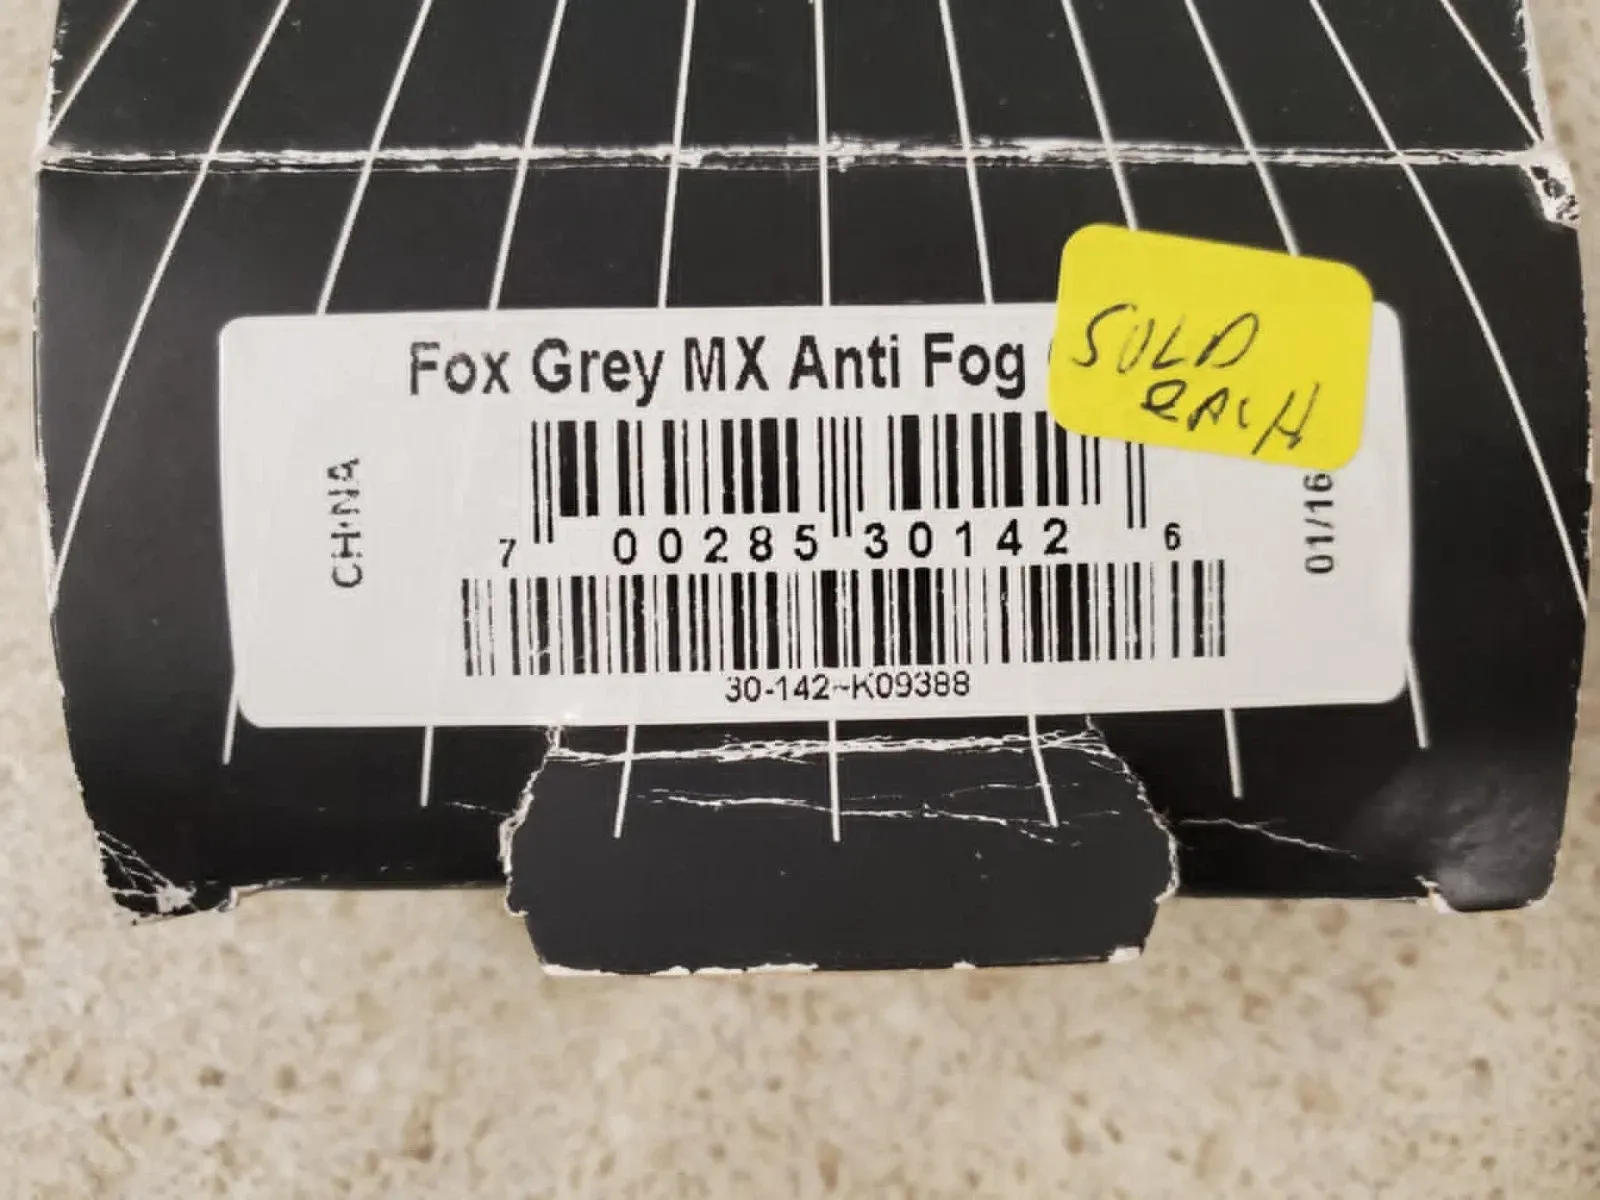 Fox Grey MX Anti Fog
SOLD
eACH
CHINA
01/16
7 00285 30142 6
30-142~K09388